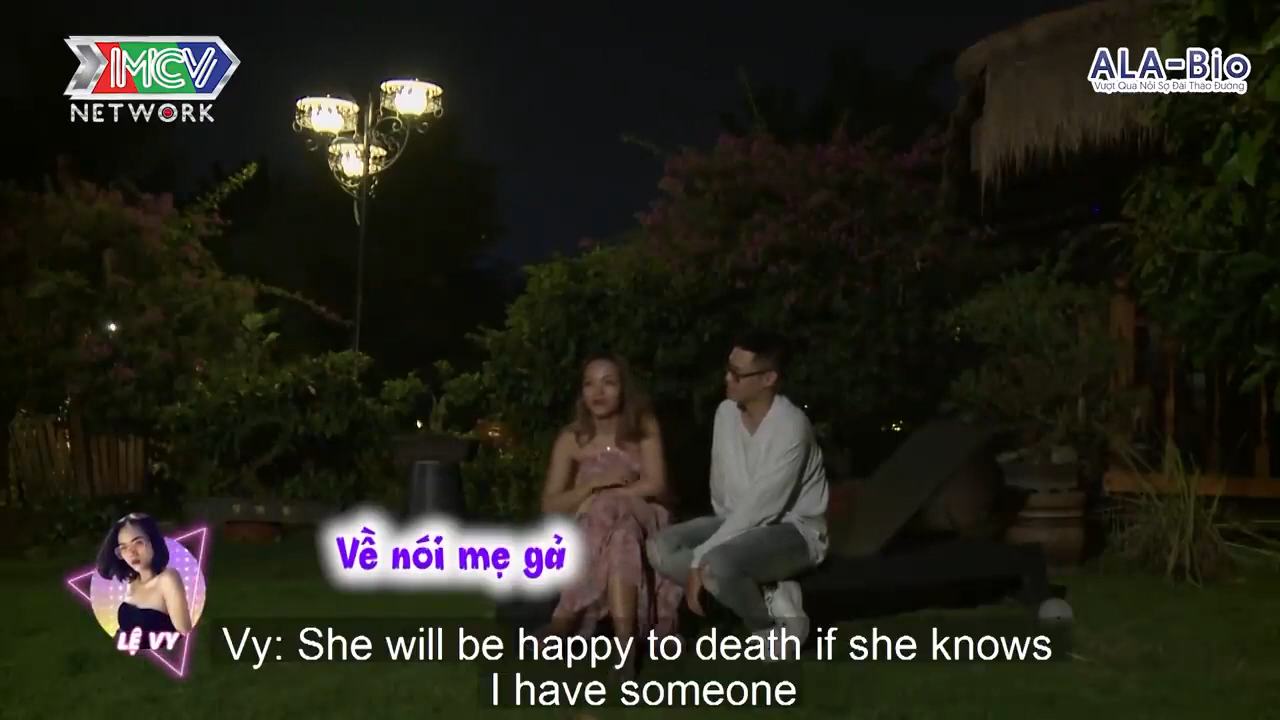 MCV
NETWORK
ALA-Bio
Vượt Qua Nỗi Sợ Đái Tháo Đường
Về nói mẹ gả
LỆ VY
Vy: She will be happy to death if she knows
I have someone